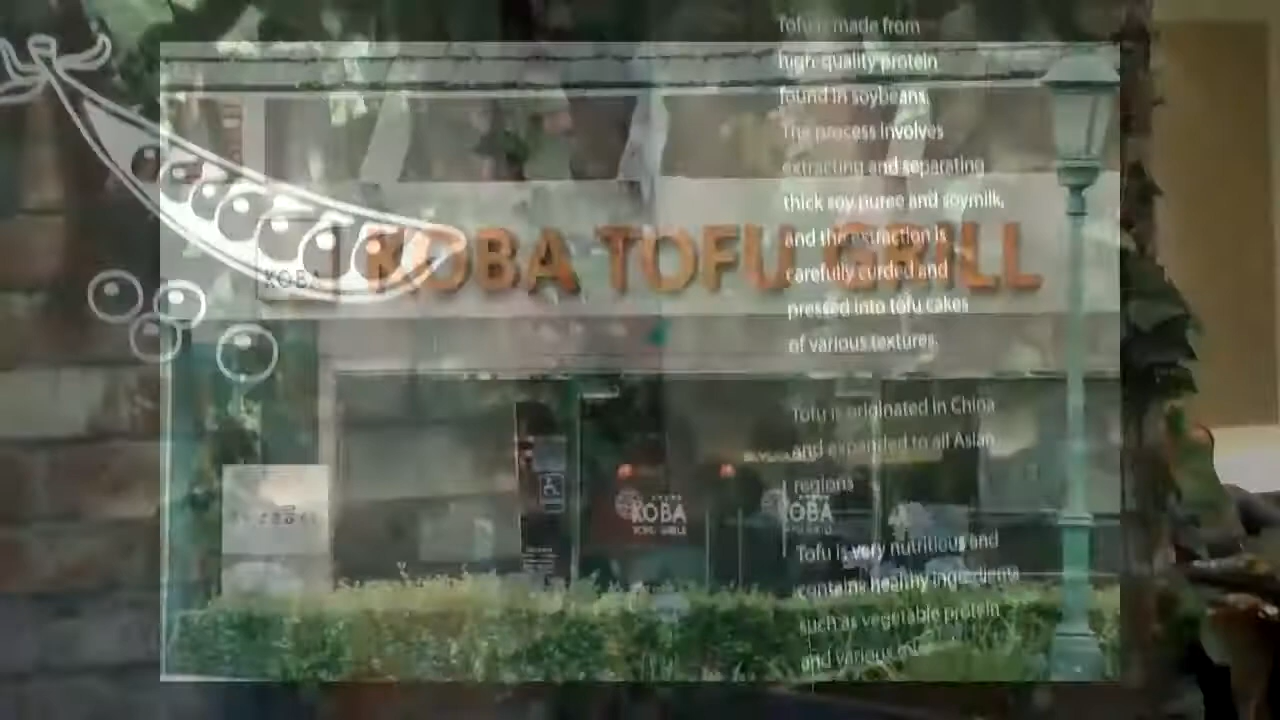 Tofu is made from
high quality protein
found in soybeans.
The process involves
extracting and separating
thick soy puree and soymilk,
and the extraction is
carefully curded and
pressed into tofu cakes
of various textures.
KOBA
KOBA TOFU GRILL
Tofu is originated in China
and expanded to all Asian
regions
KOBA
TOFU GRILL
KOBA
TOFU GRILL
Tofu is very nutritious and
contains healthy ingredients
such as vegetable protein
and various